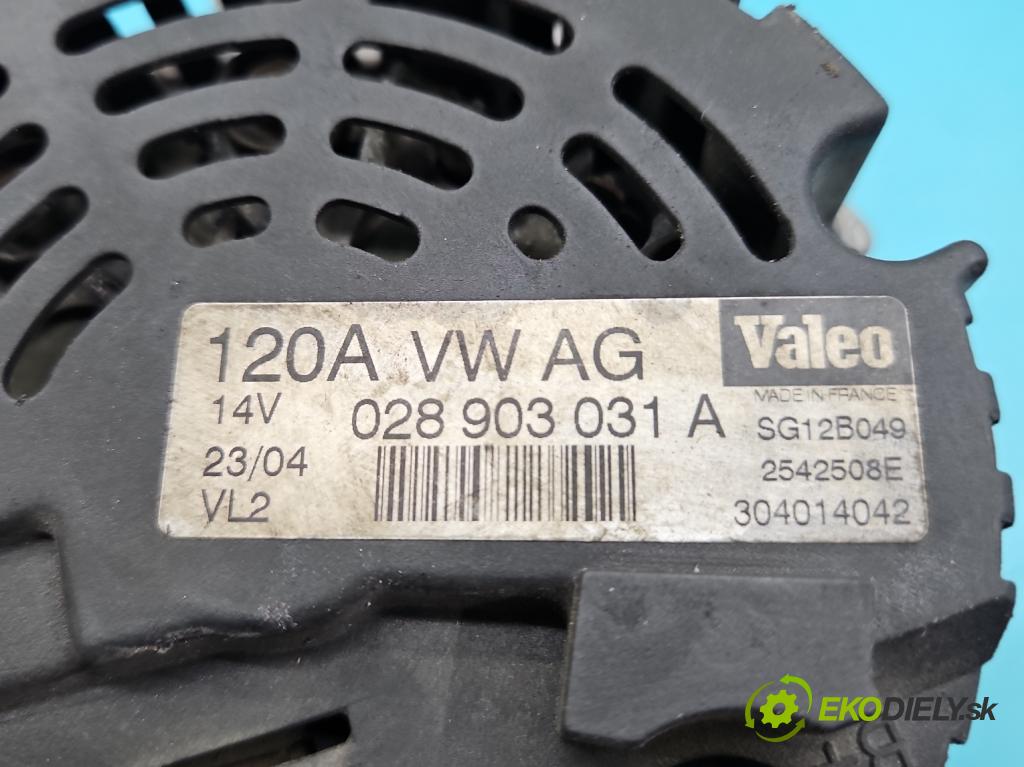 120A VW AG
Valeo
MADE IN FRANCE
14V
028 903 031 A
SG12B049
23/04
2542508E
VL2
304014042
EKODIELY.sk
B+